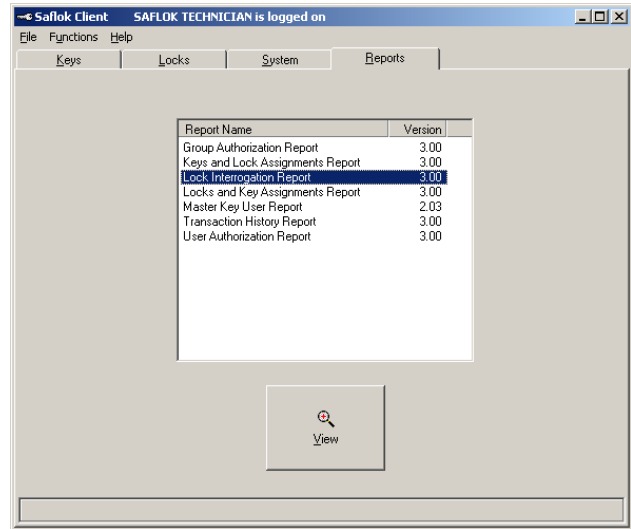 Saflok Client SAFLOK TECHNICIAN is logged on
File Functions Help
Keys Locks System Reports
Report Name Version
Group Authorization Report 3.00
Keys and Lock Assignments Report 3.00
Lock Interrogation Report 3.00
Locks and Key Assignments Report 3.00
Master Key User Report 2.03
Transaction History Report 3.00
User Authorization Report 3.00
View